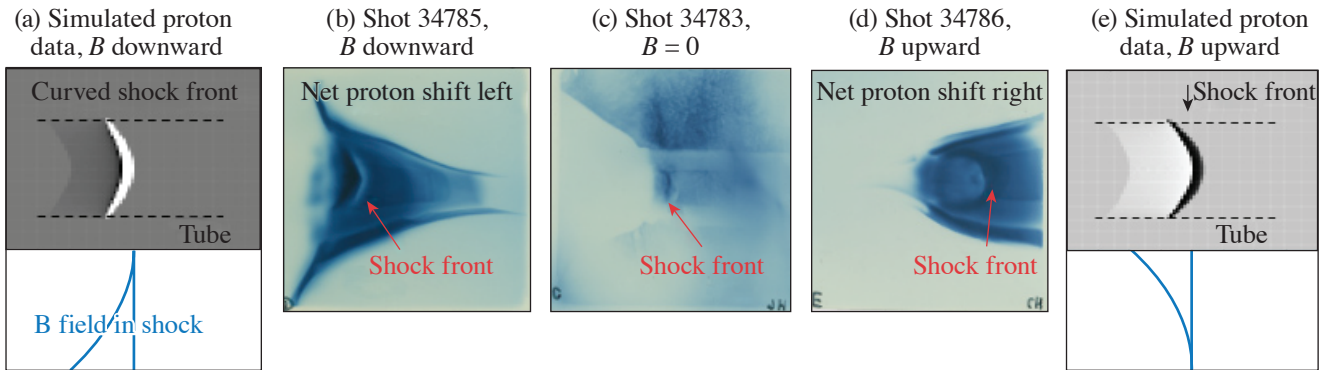 (a) Simulated proton
data, B downward
(b) Shot 34785,
B downward
(c) Shot 34783,
B = 0
(d) Shot 34786,
B upward
(e) Simulated proton
data, B upward
Curved shock front
Tube
B field in shock
Net proton shift left
Shock front
D
Shock front
C
JH
Net proton shift right
Shock front
E
CH
Shock front
Tube